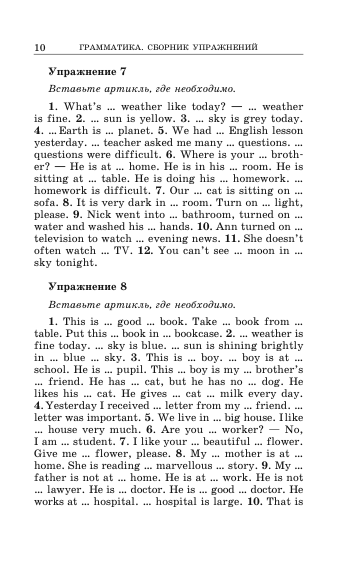 10
ГРАММАТИКА. СБОРНИК УПРАЖНЕНИЙ
Упражнение 7
Вставьте артикль, где необходимо.
1. What's ... weather like today? — ... weather
is fine. 2. ... sun is yellow. 3. ... sky is grey today.
4. ... Earth is ... planet. 5. We had ... English lesson
yesterday. ... teacher asked me many ... questions. ...
questions were difficult. 6. Where is your ... broth-
er? — He is at ... home. He is in his ... room. He is
sitting at ... table. He is doing his ... homework. ...
homework is difficult. 7. Our ... cat is sitting on ...
sofa. 8. It is very dark in ... room. Turn on ... light,
please. 9. Nick went into ... bathroom, turned on ...
water and washed his ... hands. 10. Ann turned on ...
television to watch ... evening news. 11. She doesn't
often watch ... TV. 12. You can't see ... moon in ...
sky tonight.
Упражнение 8
Вставьте артикль, где необходимо.
1. This is ... good ... book. Take ... book from ...
table. Put this ... book in ... bookcase. 2. ... weather is
fine today. ... sky is blue. ... sun is shining brightly
in ... blue ... sky. 3. This is ... boy. ... boy is at ...
school. He is ... pupil. This ... boy is my ... brother's
... friend. He has ... cat, but he has no ... dog. He
likes his ... cat. He gives ... cat ... milk every day.
4. Yesterday I received ... letter from my ... friend. ...
letter was important. 5. We live in ... big house. I like
... house very much. 6. Are you ... worker? — No,
I am ... student. 7. I like your ... beautiful ... flower.
Give me ... flower, please. 8. My ... mother is at ...
home. She is reading ... marvellous ... story. 9. My ...
father is not at ... home. He is at ... work. He is not
... lawyer. He is ... doctor. He is ... good ... doctor. He
works at ... hospital. ... hospital is large. 10. That is